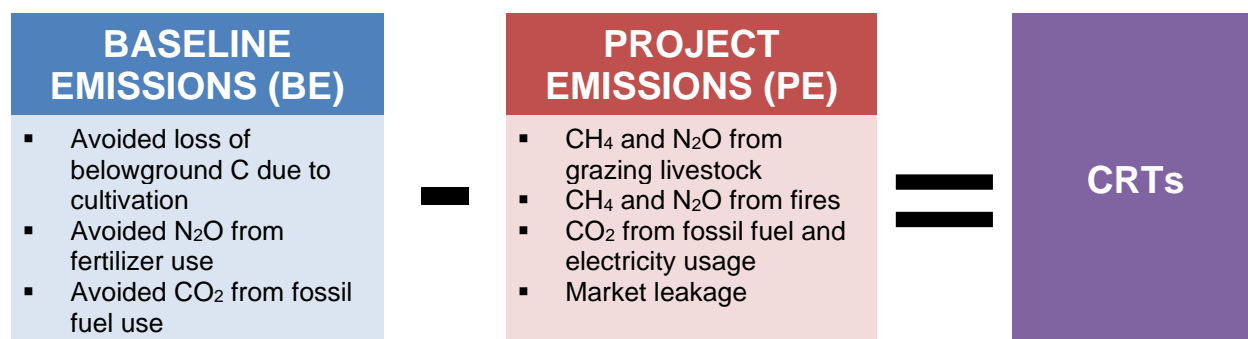 BASELINE
EMISSIONS (BE)
▪ Avoided loss of
belowground C due to
cultivation
▪ Avoided N₂O from
fertilizer use
▪ Avoided CO₂ from fossil
fuel use
PROJECT
EMISSIONS (PE)
▪ CH₄ and N₂O from
grazing livestock
▪ CH₄ and N₂O from fires
▪ CO₂ from fossil fuel and
electricity usage
▪ Market leakage
CRTs